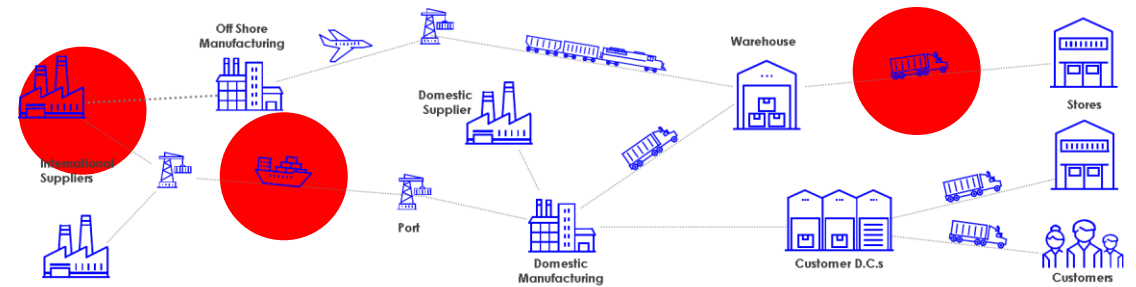 Off Shore
Manufacturing
Warehouse
Domestic
Supplier
Stores
International
Suppliers
Port
Domestic
Manufacturing
Customer D.C.s
Customers